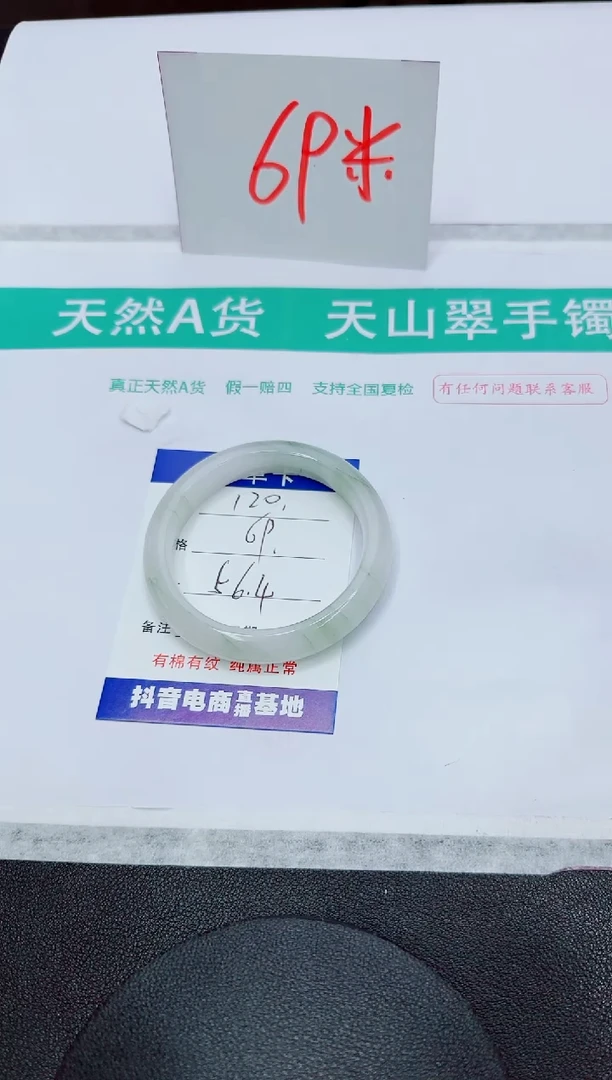 69米
天然A货 天山翠手镯
真正天然A货 假一赔四 支持全国复检 有任何问题联系客服
120.
格 69.
56.4
备注
有棉有纹 纯属正常
抖音电商直播基地